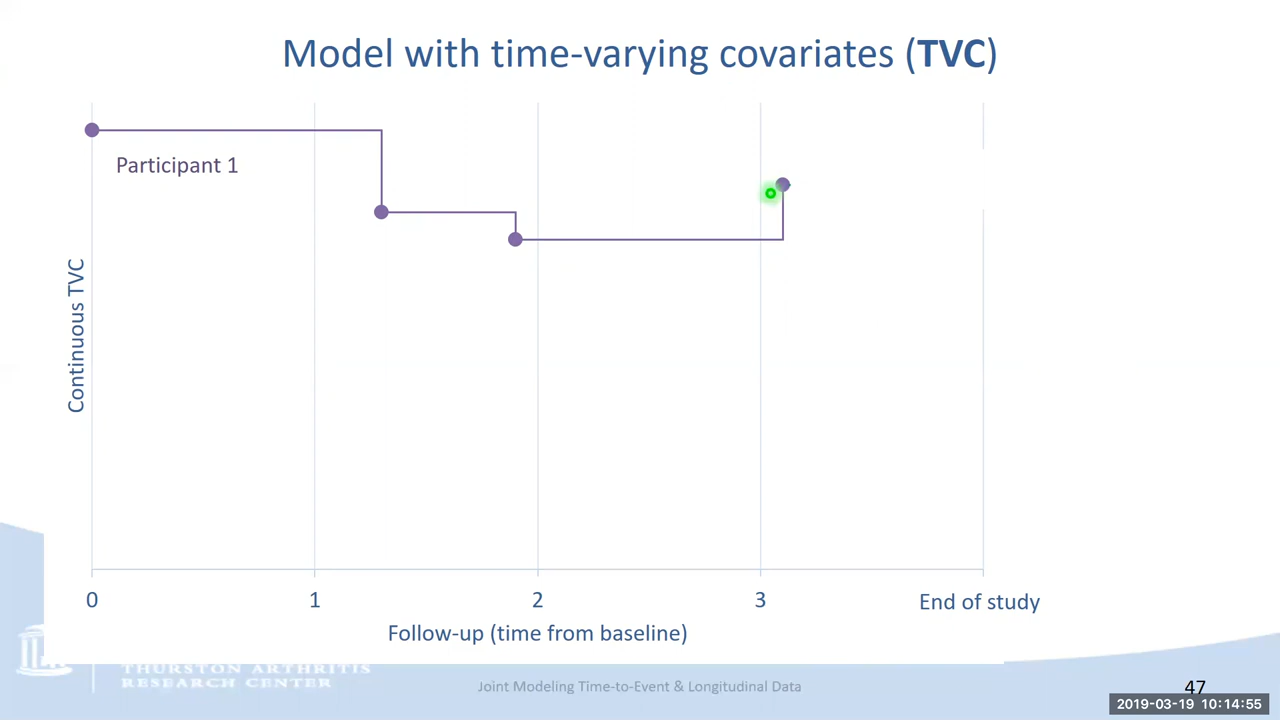 Model with time-varying covariates (TVC)
Participant 1
Continuous TVC
0 1 2 3 End of study
Follow-up (time from baseline)
THURSTON ARTHRITIS
RESEARCH CENTER
Joint Modeling Time-to-Event & Longitudinal Data
47
2019-03-19 10:14:55